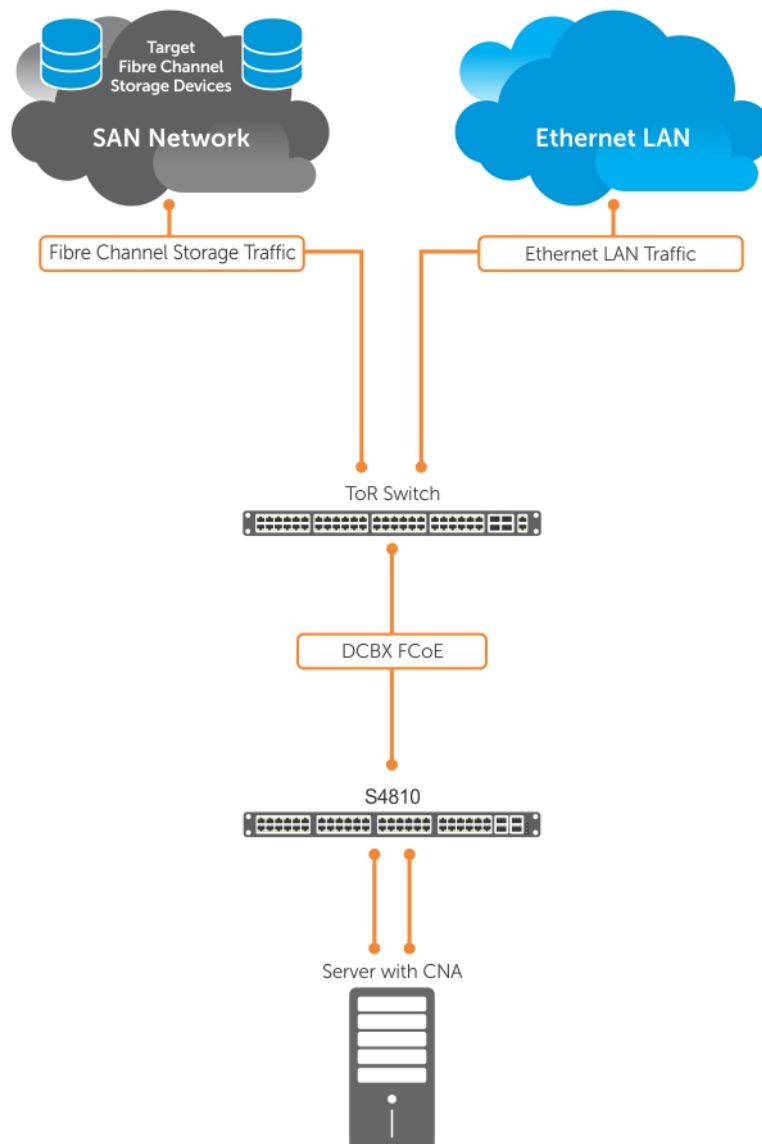 Target
Fibre Channel
Storage Devices
SAN Network
Ethernet LAN
Fibre Channel Storage Traffic
Ethernet LAN Traffic
ToR Switch
DCBX FCoE
S4810
Server with CNA